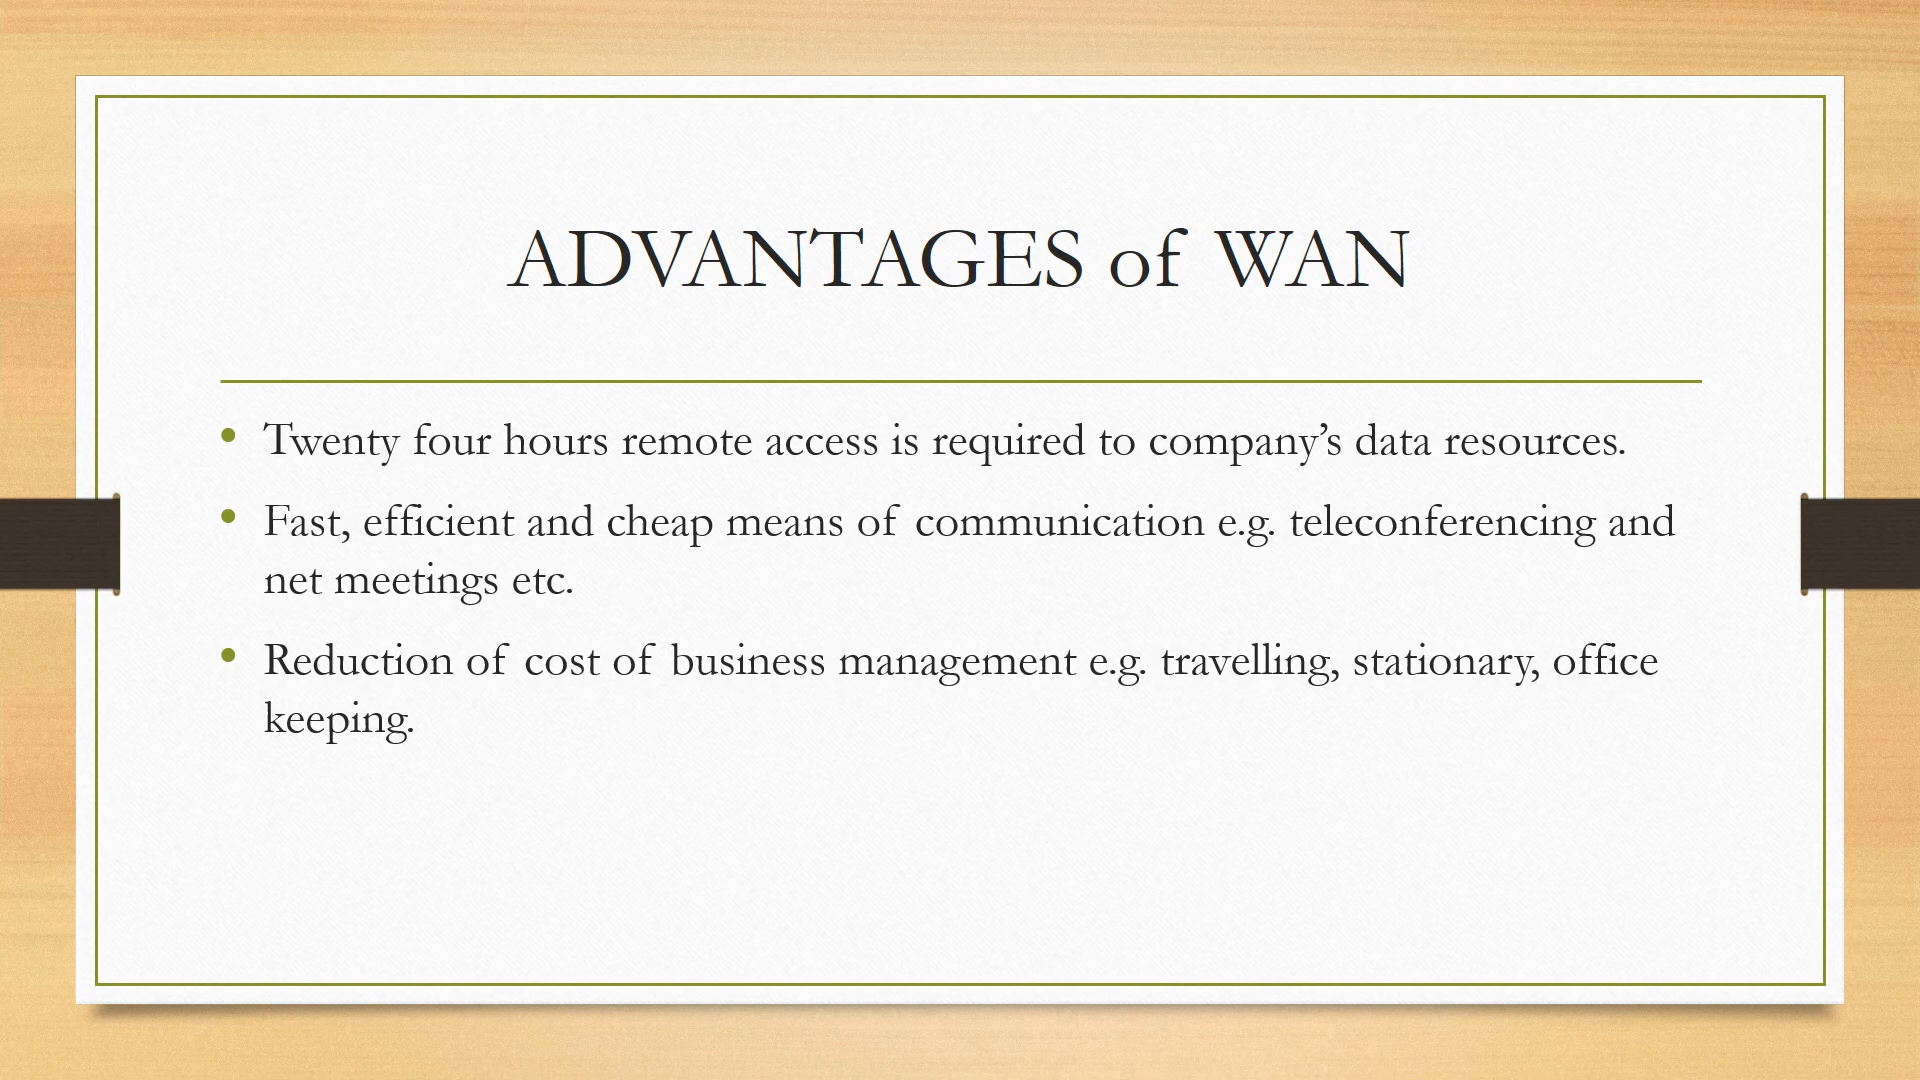 ADVANTAGES of WAN
• Twenty four hours remote access is required to company’s data resources.
• Fast, efficient and cheap means of communication e.g. teleconferencing and
net meetings etc.
• Reduction of cost of business management e.g. travelling, stationary, office
keeping.